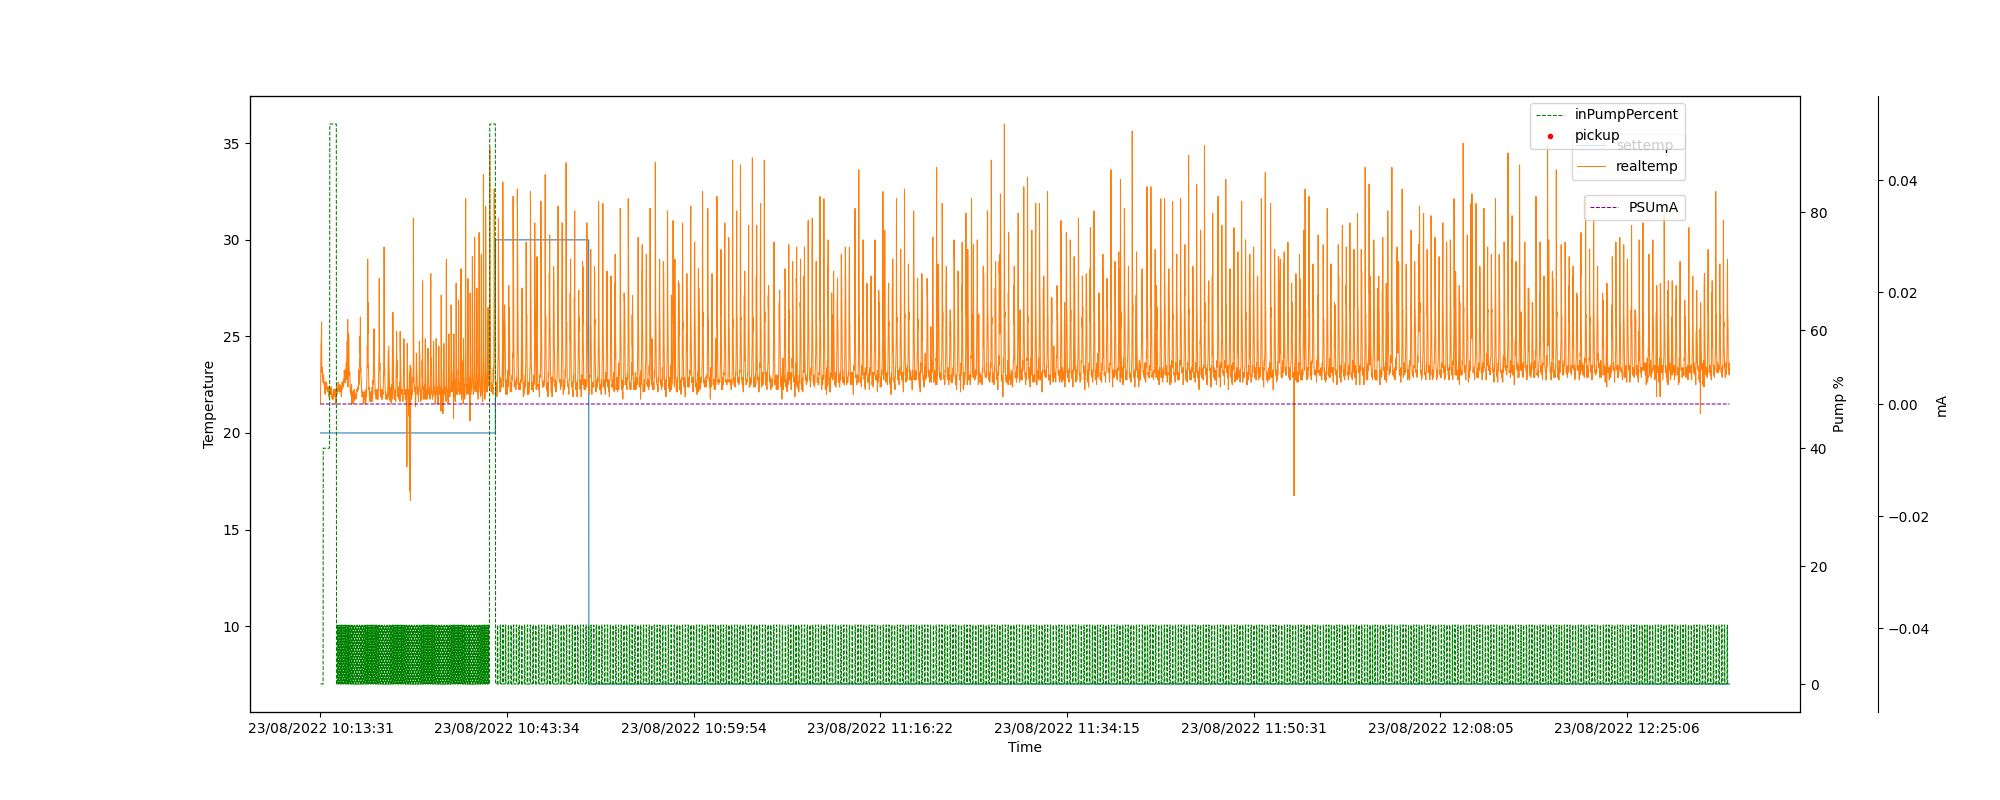 inPumpPercent
pickup
settemp
realtemp
PSUmA
35
30
25
20
15
10
Temperature
80
60
40
20
0
Pump %
0.04
0.02
0.00
−0.02
−0.04
mA
23/08/2022 10:13:31
23/08/2022 10:43:34
23/08/2022 10:59:54
23/08/2022 11:16:22
23/08/2022 11:34:15
23/08/2022 11:50:31
23/08/2022 12:08:05
23/08/2022 12:25:06
Time